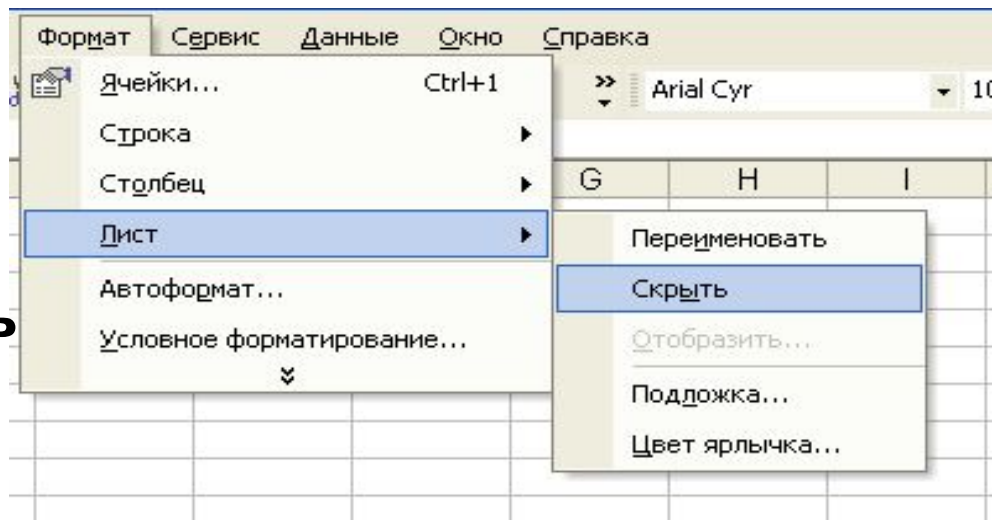 Формат Сервис Данные Окно Справка
Ячейки... Ctrl+1
Arial Cyr 10
Строка
Столбец
G H I
Лист
Переименовать
Автоформат...
Скрыть
ь
Условное форматирование...
Отобразить...
Подложка...
Цвет ярлычка...